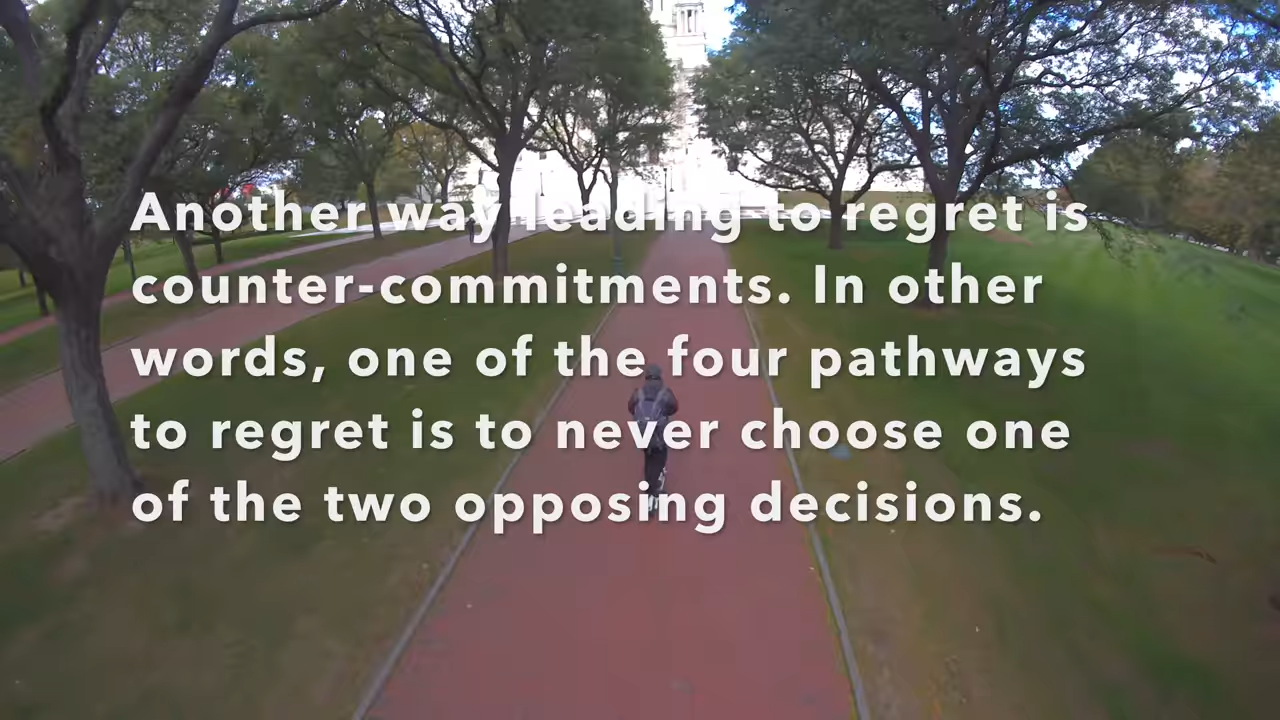 Another way leading to regret is
counter-commitments. In other
words, one of the four pathways
to regret is to never choose one
of the two opposing decisions.